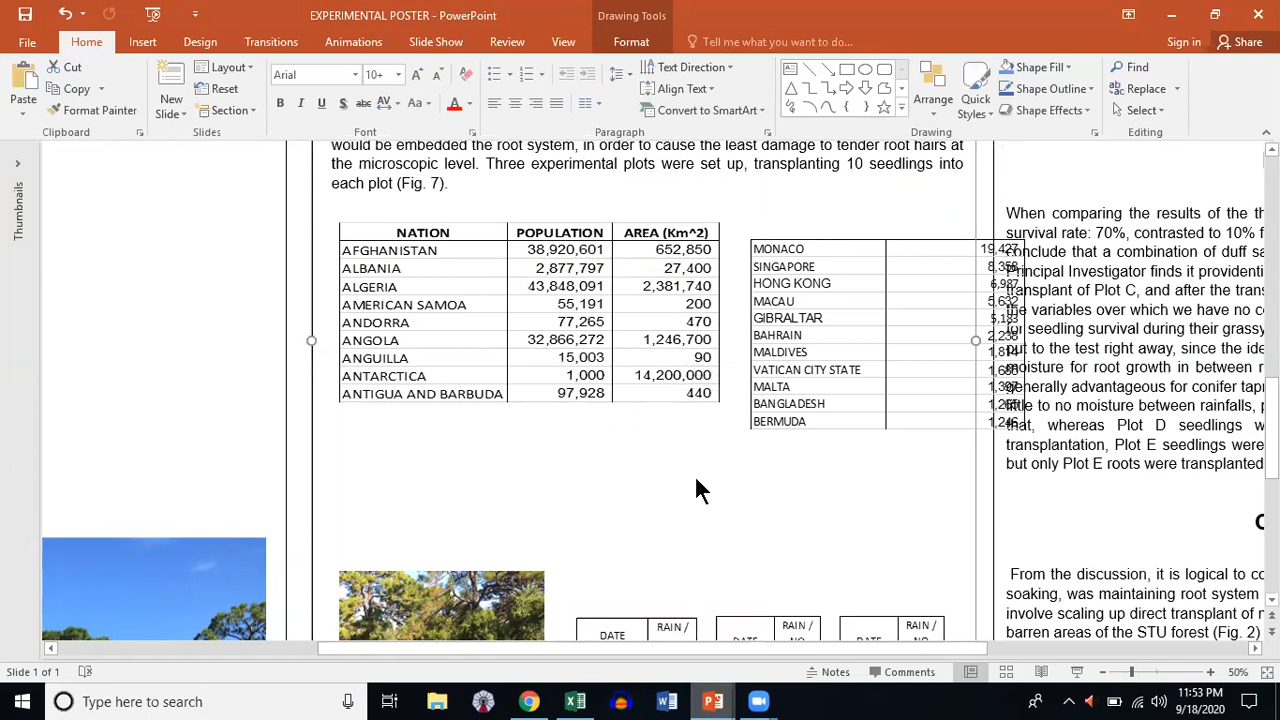 EXPERIMENTAL POSTER - PowerPoint
Drawing Tools
File Home Insert Design Transitions Animations Slide Show Review View Format Tell me what you want to do... Sign in Share
Paste
Cut
Copy
Format Painter
Clipboard
New Slide
Layout
Reset
Section
Slides
Arial 10+
Font
Text Direction
Align Text
Convert to SmartArt
Paragraph
Arrange
Quick Styles
Shape Fill
Shape Outline
Shape Effects
Drawing
Find
Replace
Select
Editing
Thumbnails
would be embedded the root system, in order to cause the least damage to tender root hairs at
the microscopic level. Three experimental plots were set up, transplanting 10 seedlings into
each plot (Fig. 7).
NATION POPULATION AREA (Km^2)
AFGHANISTAN 38,920,601 652,850
ALBANIA 2,877,797 27,400
ALGERIA 43,848,091 2,381,740
AMERICAN SAMOA 55,191 200
ANDORRA 77,265 470
ANGOLA 32,866,272 1,246,700
ANGUILLA 15,003 90
ANTARCTICA 1,000 14,200,000
ANTIGUA AND BARBUDA 97,928 440
MONACO 19,427
SINGAPORE 8,358
HONG KONG
MACAU 5,632
GIBRALTAR
BAHRAIN 2,238
MALDIVES 1,814
VATICAN CITY STATE
MALTA
BANGLADESH
BERMUDA 1,246
When comparing the results of the th
survival rate: 70%, contrasted to 10% f
conclude that a combination of duff sa
Principal Investigator finds it providenti
transplant of Plot C, and after the trans
the variables over which we have no c
for seedling survival during their grassy
put to the test right away, since the ide
moisture for root growth in between r
generally advantageous for conifer tapr
little to no moisture between rainfalls, p
that, whereas Plot D seedlings w
transplantation, Plot E seedlings were
but only Plot E roots were transplanted
From the discussion, it is logical to co
soaking, was maintaining root system
involve scaling up direct transplant of n
barren areas of the STU forest (Fig. 2)
DATE RAIN /
RAIN /
RAIN /
Slide 1 of 1
Notes
Comments
50%
Type here to search
11:53 PM
9/18/2020